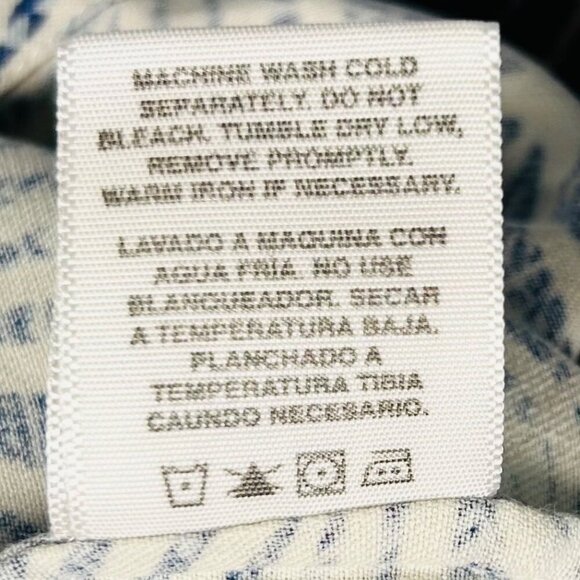 MACHINE WASH COLD
SEPARATELY. DO NOT
BLEACH. TUMBLE DRY LOW,
REMOVE PROMPTLY.
WARM IRON IF NECESSARY.
LAVADO A MAQUINA CON
AGUA FRÍA. NO USE
BLANQUEADOR. SECAR
A TEMPERATURA BAJA.
PLANCHADO A
TEMPERATURA TIBIA
CAUNDO NECESARIO.